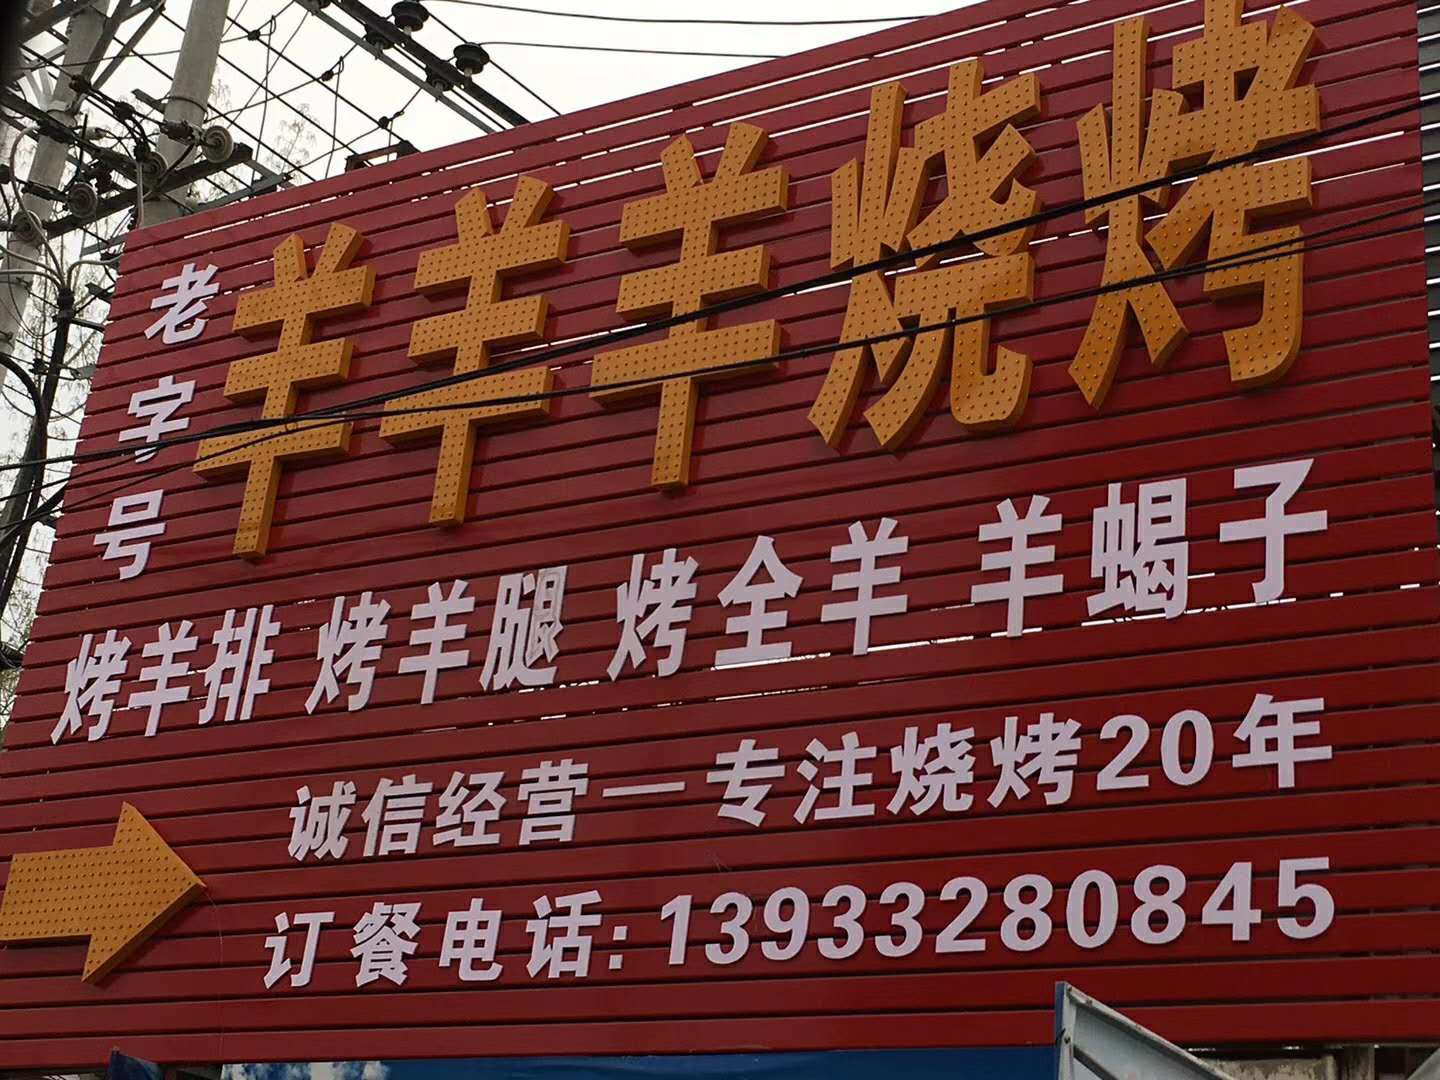 老字号
羊羊羊烧烤
烤羊排 烤羊腿 烤全羊 羊蝎子
诚信经营一专注烧烤20年
订餐电话:13933280845